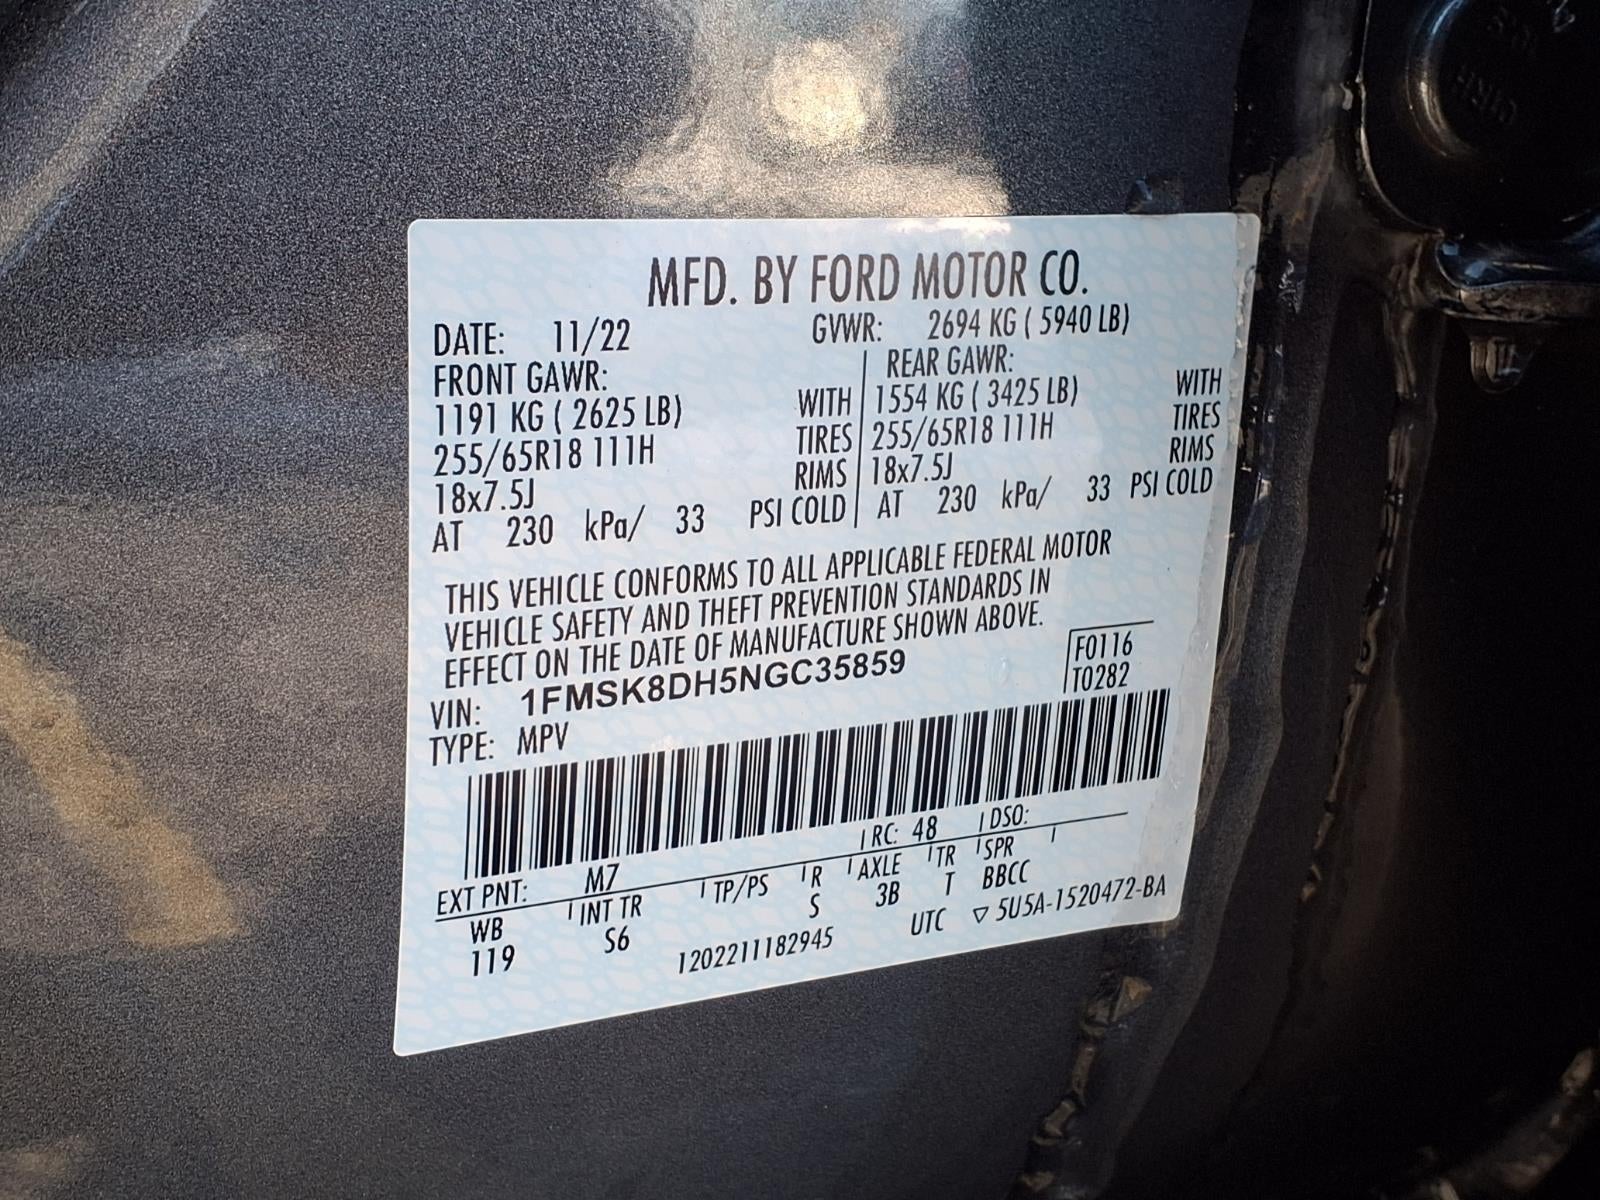 MFD. BY FORD MOTOR CO.
DATE: 11/22 GVWR: 2694 KG ( 5940 LB)
FRONT GAWR: REAR GAWR:
1191 KG ( 2625 LB) WITH 1554 KG ( 3425 LB) WITH
255/65R18 111H TIRES 255/65R18 111H TIRES
18x7.5J RIMS 18x7.5J RIMS
AT 230 kPa/ 33 PSI COLD AT 230 kPa/ 33 PSI COLD
THIS VEHICLE CONFORMS TO ALL APPLICABLE FEDERAL MOTOR
VEHICLE SAFETY AND THEFT PREVENTION STANDARDS IN
EFFECT ON THE DATE OF MANUFACTURE SHOWN ABOVE.
VIN: 1FMSK8DH5NGC35859 F0116
TYPE: MPV T0282
EXT PNT: M7 RC: 48 DSO:
WB INT TR TP/PS R AXLE TR SPR
119 S6 S 3B T BBCC
1202211182945 UTC ▽ 5U5A-1520472-BA